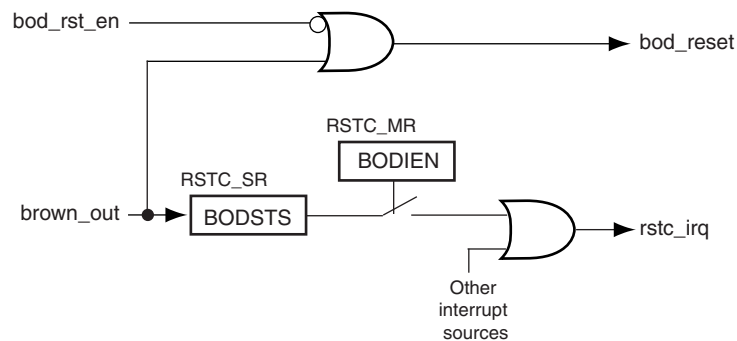 bod_rst_en
bod_reset
RSTC_MR
BODIEN
RSTC_SR
brown_out
BODSTS
rstc_irq
Other
interrupt
sources